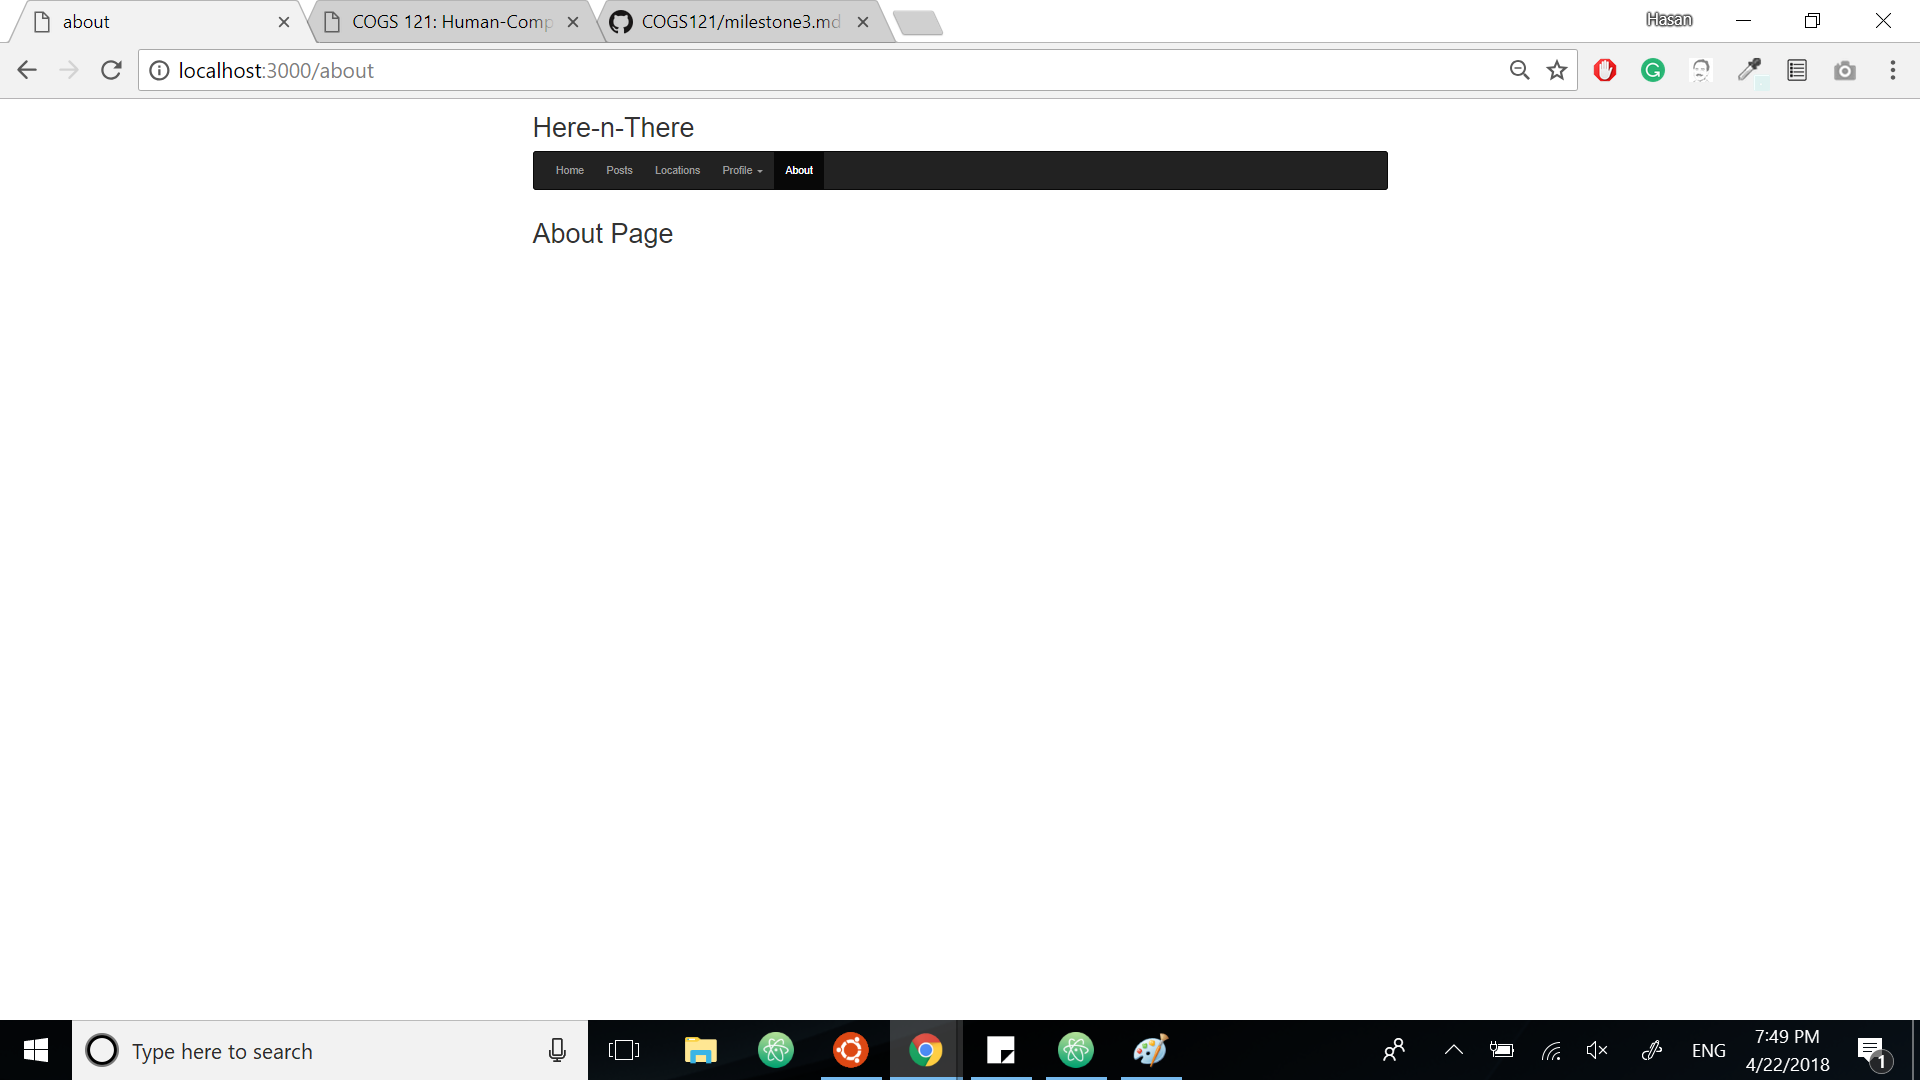 about
COGS 121: Human-Comp
COGS121/milestone3.md
Hasan
localhost:3000/about
Here-n-There
Home Posts Locations Profile About
About Page
Type here to search
ENG
7:49 PM
4/22/2018
1